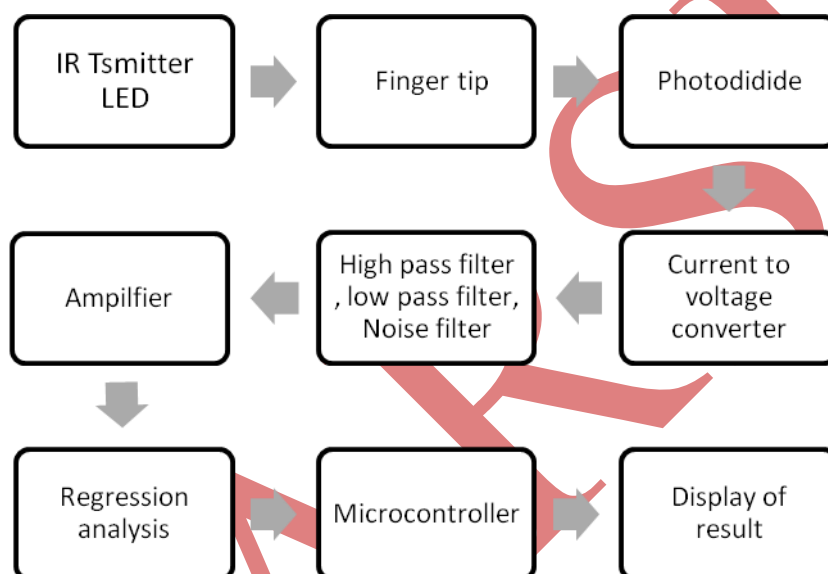 IR Tsmitter
LED
Finger tip
Photodidide
Current to
voltage
converter
High pass filter
, low pass filter,
Noise filter
Ampilfier
Regression
analysis
Microcontroller
Display of
result